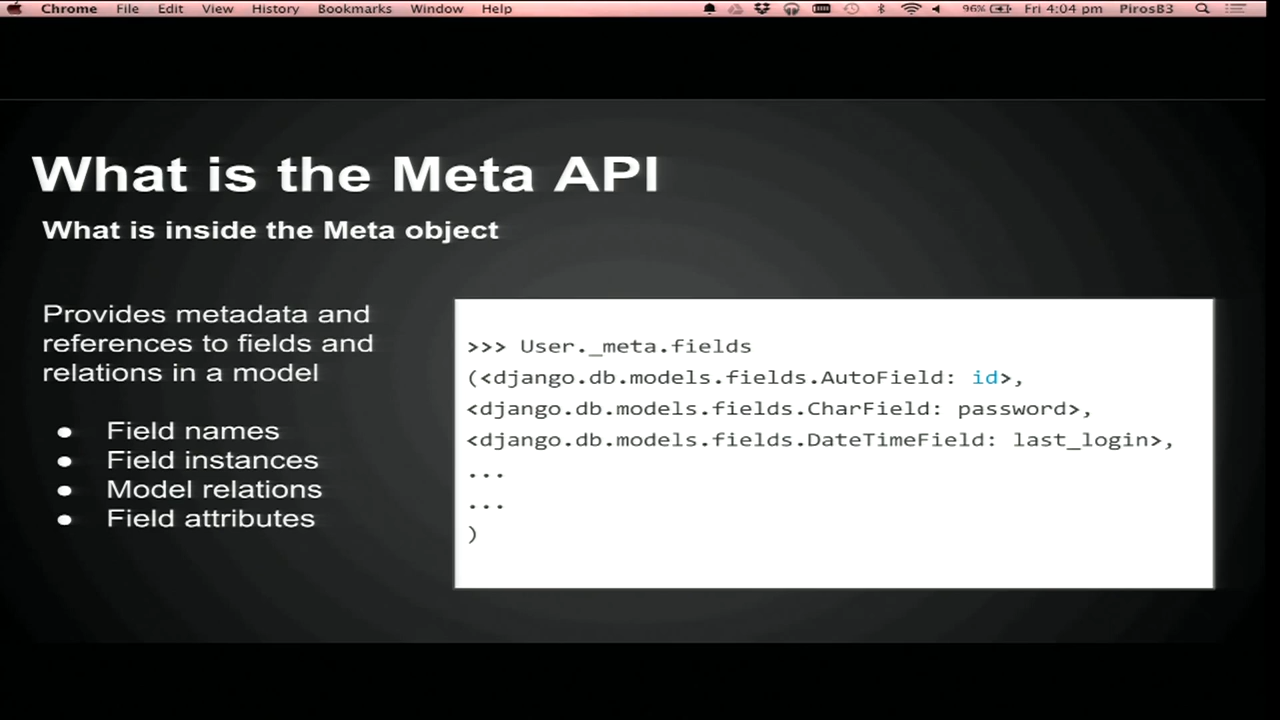 Chrome File Edit View History Bookmarks Window Help 96% Fri 4:04 pm PirosB3
What is the Meta API
What is inside the Meta object
Provides metadata and
references to fields and
relations in a model
● Field names
● Field instances
● Model relations
● Field attributes
>>> User._meta.fields
(<django.db.models.fields.AutoField: id>,
<django.db.models.fields.CharField: password>,
<django.db.models.fields.DateTimeField: last_login>,
...
...
)